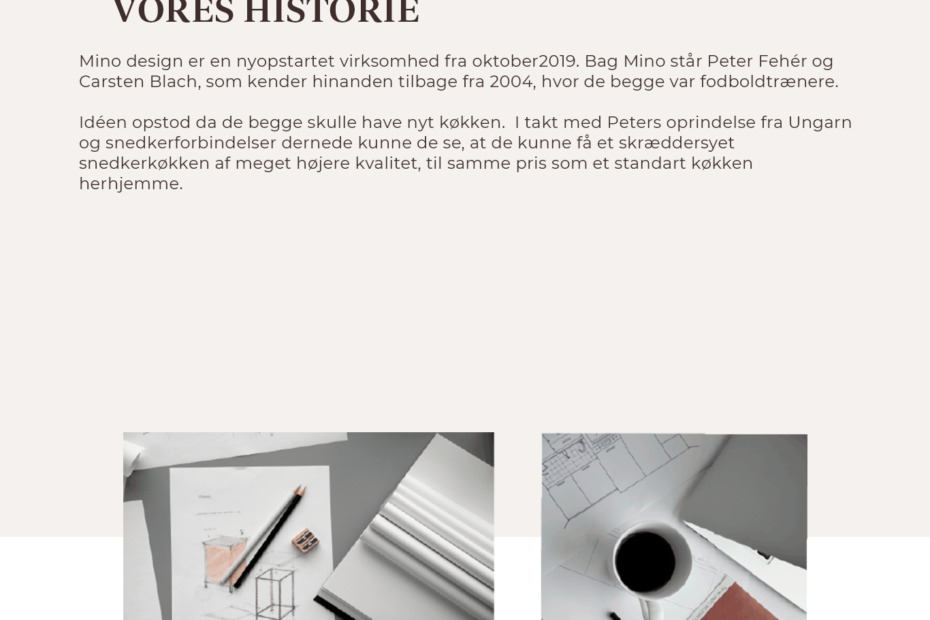 VORES HISTORIE
Mino design er en nyopstartet virksomhed fra oktober2019. Bag Mino står Peter Fehér og
Carsten Blach, som kender hinanden tilbage fra 2004, hvor de begge var fodboldtrænere.
Idéen opstod da de begge skulle have nyt køkken.  I takt med Peters oprindelse fra Ungarn
og snedkerforbindelser dernede kunne de se, at de kunne få et skræddersyet
snedkerkøkken af meget højere kvalitet, til samme pris som et standart køkken
herhjemme.